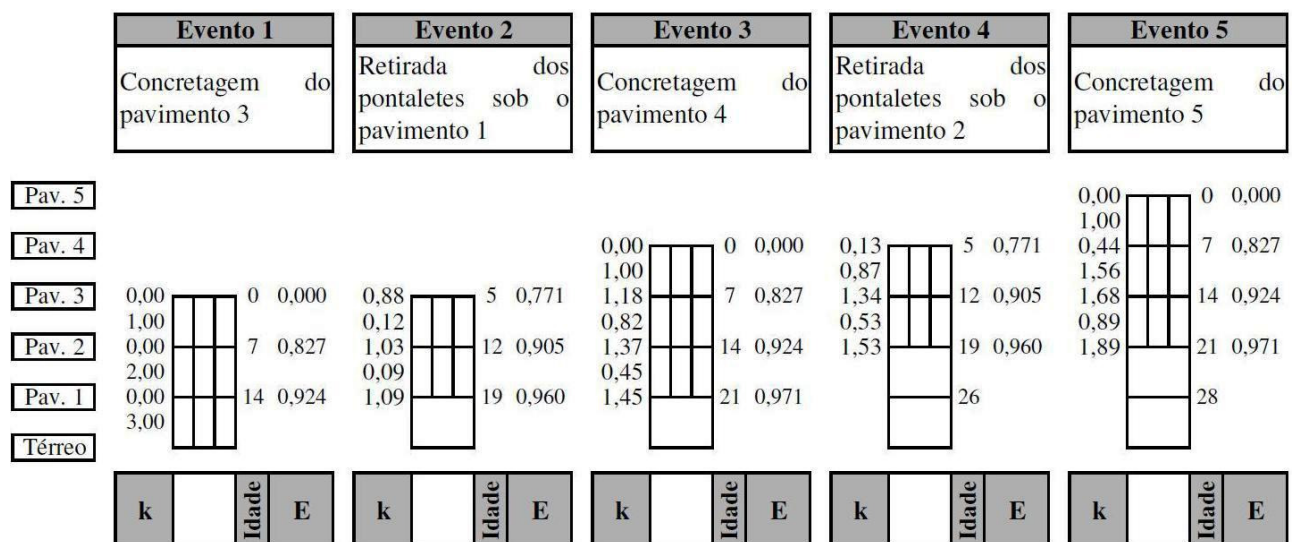 Evento 1 Evento 2 Evento 3 Evento 4 Evento 5
Concretagem do
pavimento 3
Retirada dos
pontaletes sob o
pavimento 1
Concretagem do
pavimento 4
Retirada dos
pontaletes sob o
pavimento 2
Concretagem do
pavimento 5
Pav. 5 0,00 0 0,000
1,00
Pav. 4 0,00 0 0,000 0,13 5 0,771 0,44 7 0,827
1,00 0,87 1,56
Pav. 3 0,00 0 0,000 0,88 5 0,771 1,18 7 0,827 1,34 12 0,905 1,68 14 0,924
1,00 0,12 0,82 0,53 0,89
Pav. 2 0,00 7 0,827 1,03 12 0,905 1,37 14 0,924 1,53 19 0,960 1,89 21 0,971
2,00 0,09 0,45
Pav. 1 0,00 14 0,924 1,09 19 0,960 1,45 21 0,971 26 28
3,00
Térreo
k Idade E k Idade E k Idade E k Idade E k Idade E